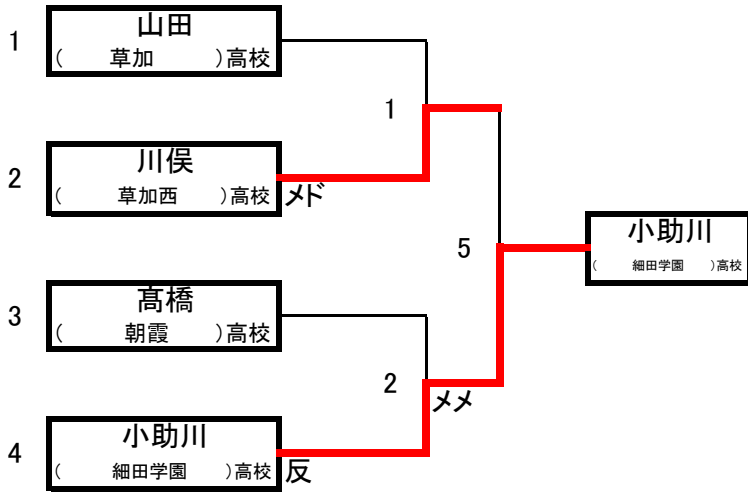 1
山田
( 草加 )高校
1
2
川俣
( 草加西 )高校
メド
5
小助川
( 細田学園 )高校
3
髙橋
( 朝霞 )高校
2
メメ
4
小助川
( 細田学園 )高校
反